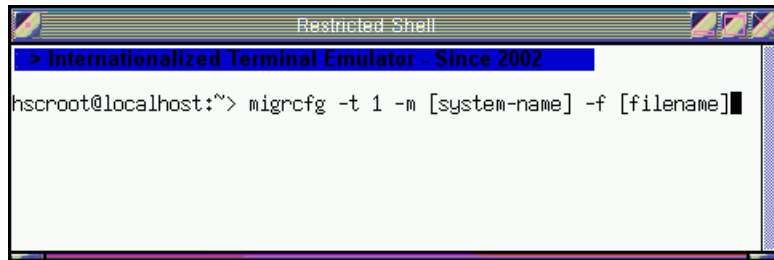 Restricted Shell
> Internationalized Terminal Emulator - Since 2002
hscroot@localhost:~> migrcfg -t 1 -m [system-name] -f [filename]